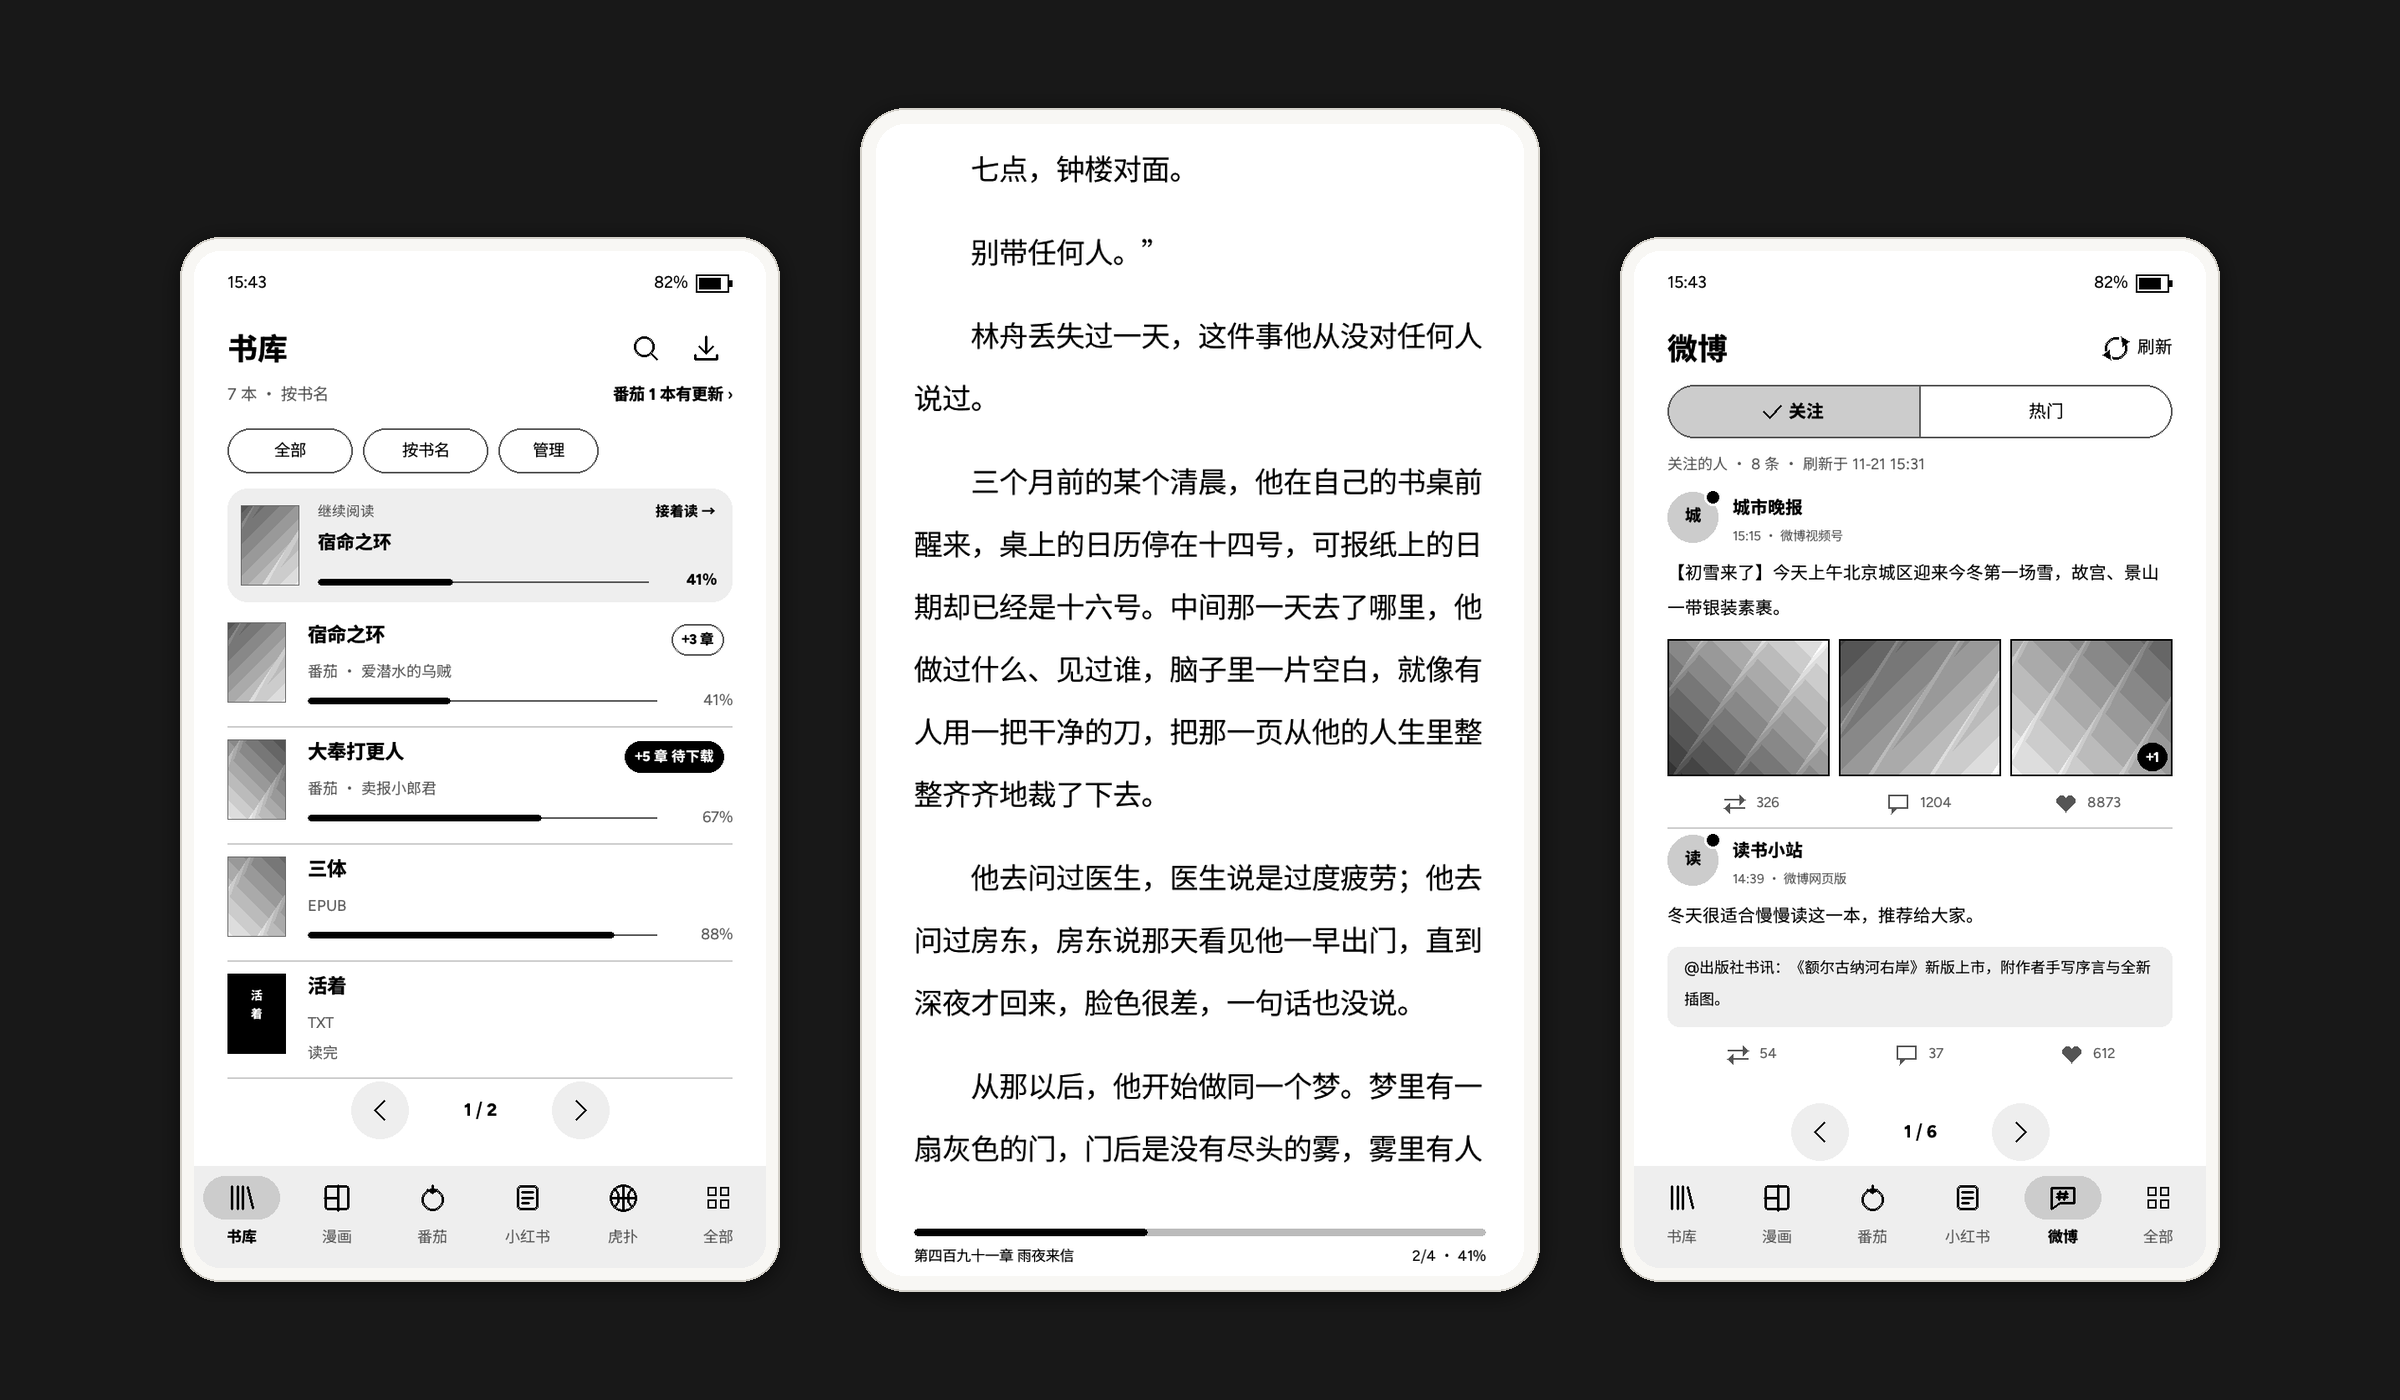 15:43
82%
书库
7 本 · 按书名
番茄 1 本有更新 ›
全部
按书名
管理
继续阅读
接着读 →
宿命之环
41%
宿命之环
+3 章
番茄 · 爱潜水的乌贼
41%
大奉打更人
+5 章 待下载
番茄 · 卖报小郎君
67%
三体
EPUB
88%
活
着
活着
TXT
读完
1 / 2
书库
漫画
番茄
小红书
虎扑
全部
七点，钟楼对面。
别带任何人。”
林舟丢失过一天，这件事他从没对任何人
说过。
三个月前的某个清晨，他在自己的书桌前
醒来，桌上的日历停在十四号，可报纸上的日
期却已经是十六号。中间那一天去了哪里，他
做过什么、见过谁，脑子里一片空白，就像有
人用一把干净的刀，把那一页从他的人生里整
整齐齐地裁了下去。
他去问过医生，医生说是过度疲劳；他去
问过房东，房东说那天看见他一早出门，直到
深夜才回来，脸色很差，一句话也没说。
从那以后，他开始做同一个梦。梦里有一
扇灰色的门，门后是没有尽头的雾，雾里有人
第四百九十一章 雨夜来信
2/4 · 41%
15:43
82%
微博
刷新
关注
热门
关注的人 · 8 条 · 刷新于 11-21 15:31
城
城市晚报
15:15 · 微博视频号
【初雪来了】今天上午北京城区迎来今冬第一场雪，故宫、景山
一带银装素裹。
+1
326
1204
8873
读
读书小站
14:39 · 微博网页版
冬天很适合慢慢读这一本，推荐给大家。
@出版社书讯：《额尔古纳河右岸》新版上市，附作者手写序言与全新
插图。
54
37
612
1 / 6
书库
漫画
番茄
小红书
微博
全部